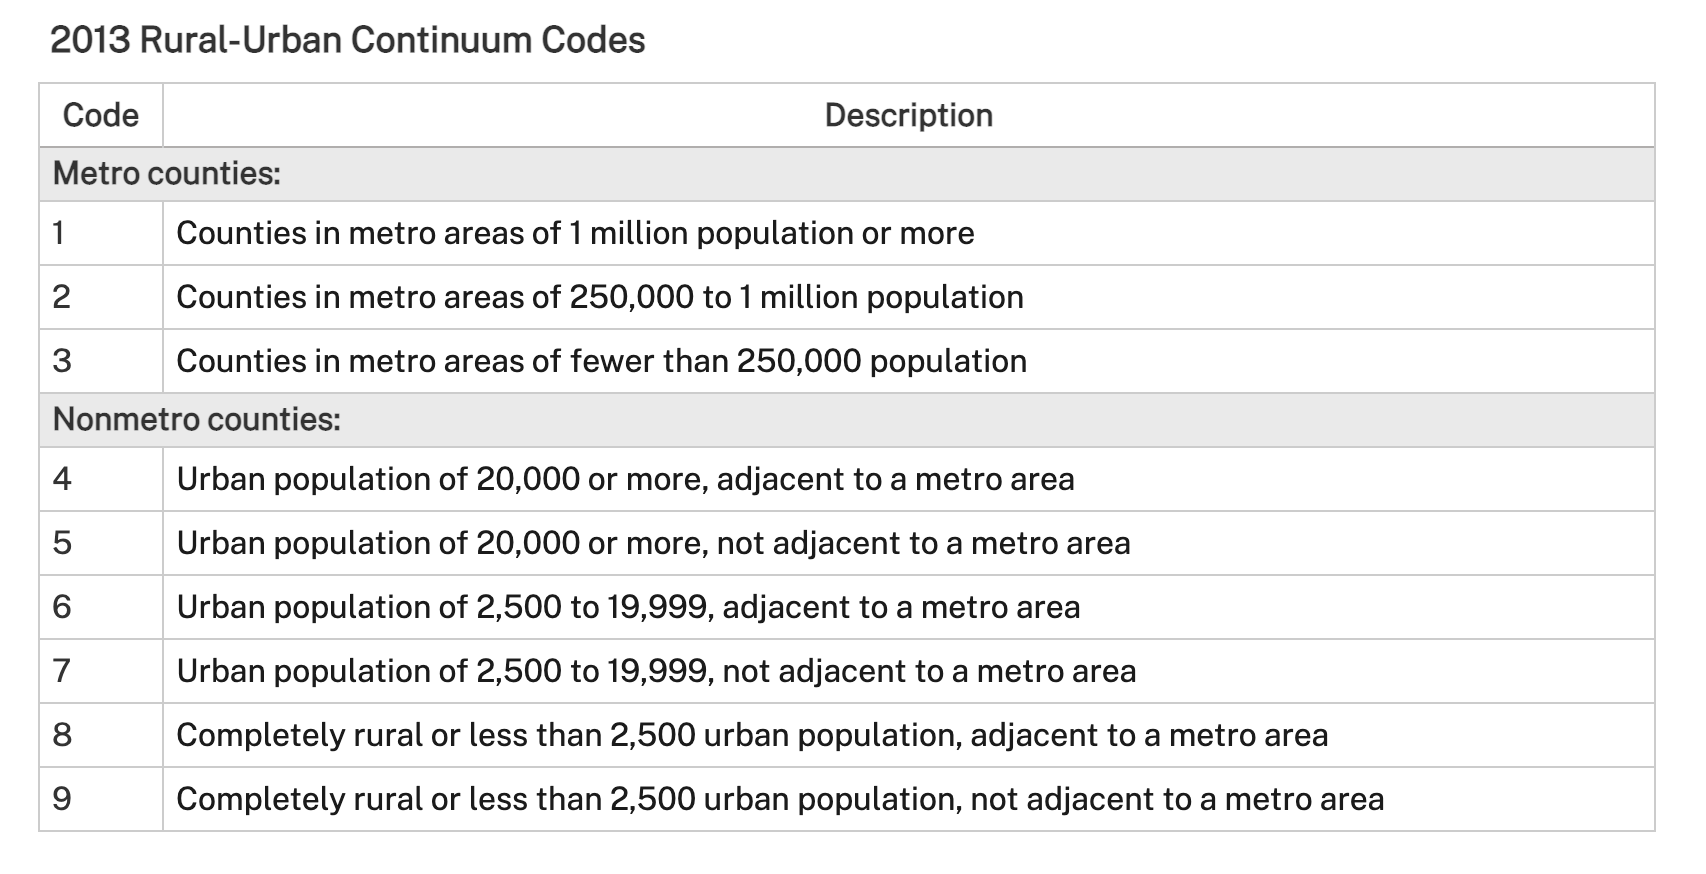 2013 Rural-Urban Continuum Codes
Code Description
Metro counties:
1 Counties in metro areas of 1 million population or more
2 Counties in metro areas of 250,000 to 1 million population
3 Counties in metro areas of fewer than 250,000 population
Nonmetro counties:
4 Urban population of 20,000 or more, adjacent to a metro area
5 Urban population of 20,000 or more, not adjacent to a metro area
6 Urban population of 2,500 to 19,999, adjacent to a metro area
7 Urban population of 2,500 to 19,999, not adjacent to a metro area
8 Completely rural or less than 2,500 urban population, adjacent to a metro area
9 Completely rural or less than 2,500 urban population, not adjacent to a metro area